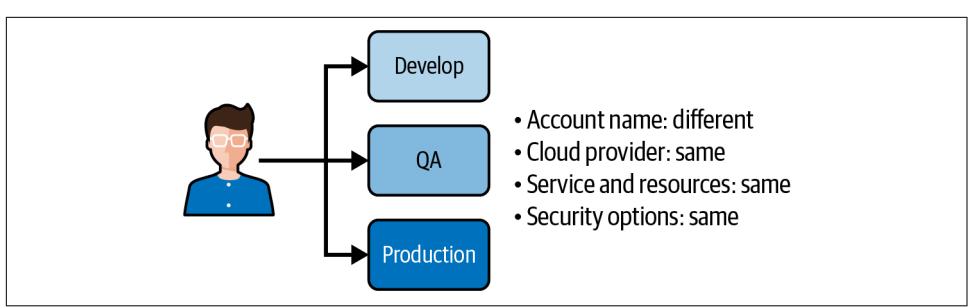 Develop
QA
Production
• Account name: different
• Cloud provider: same
• Service and resources: same
• Security options: same